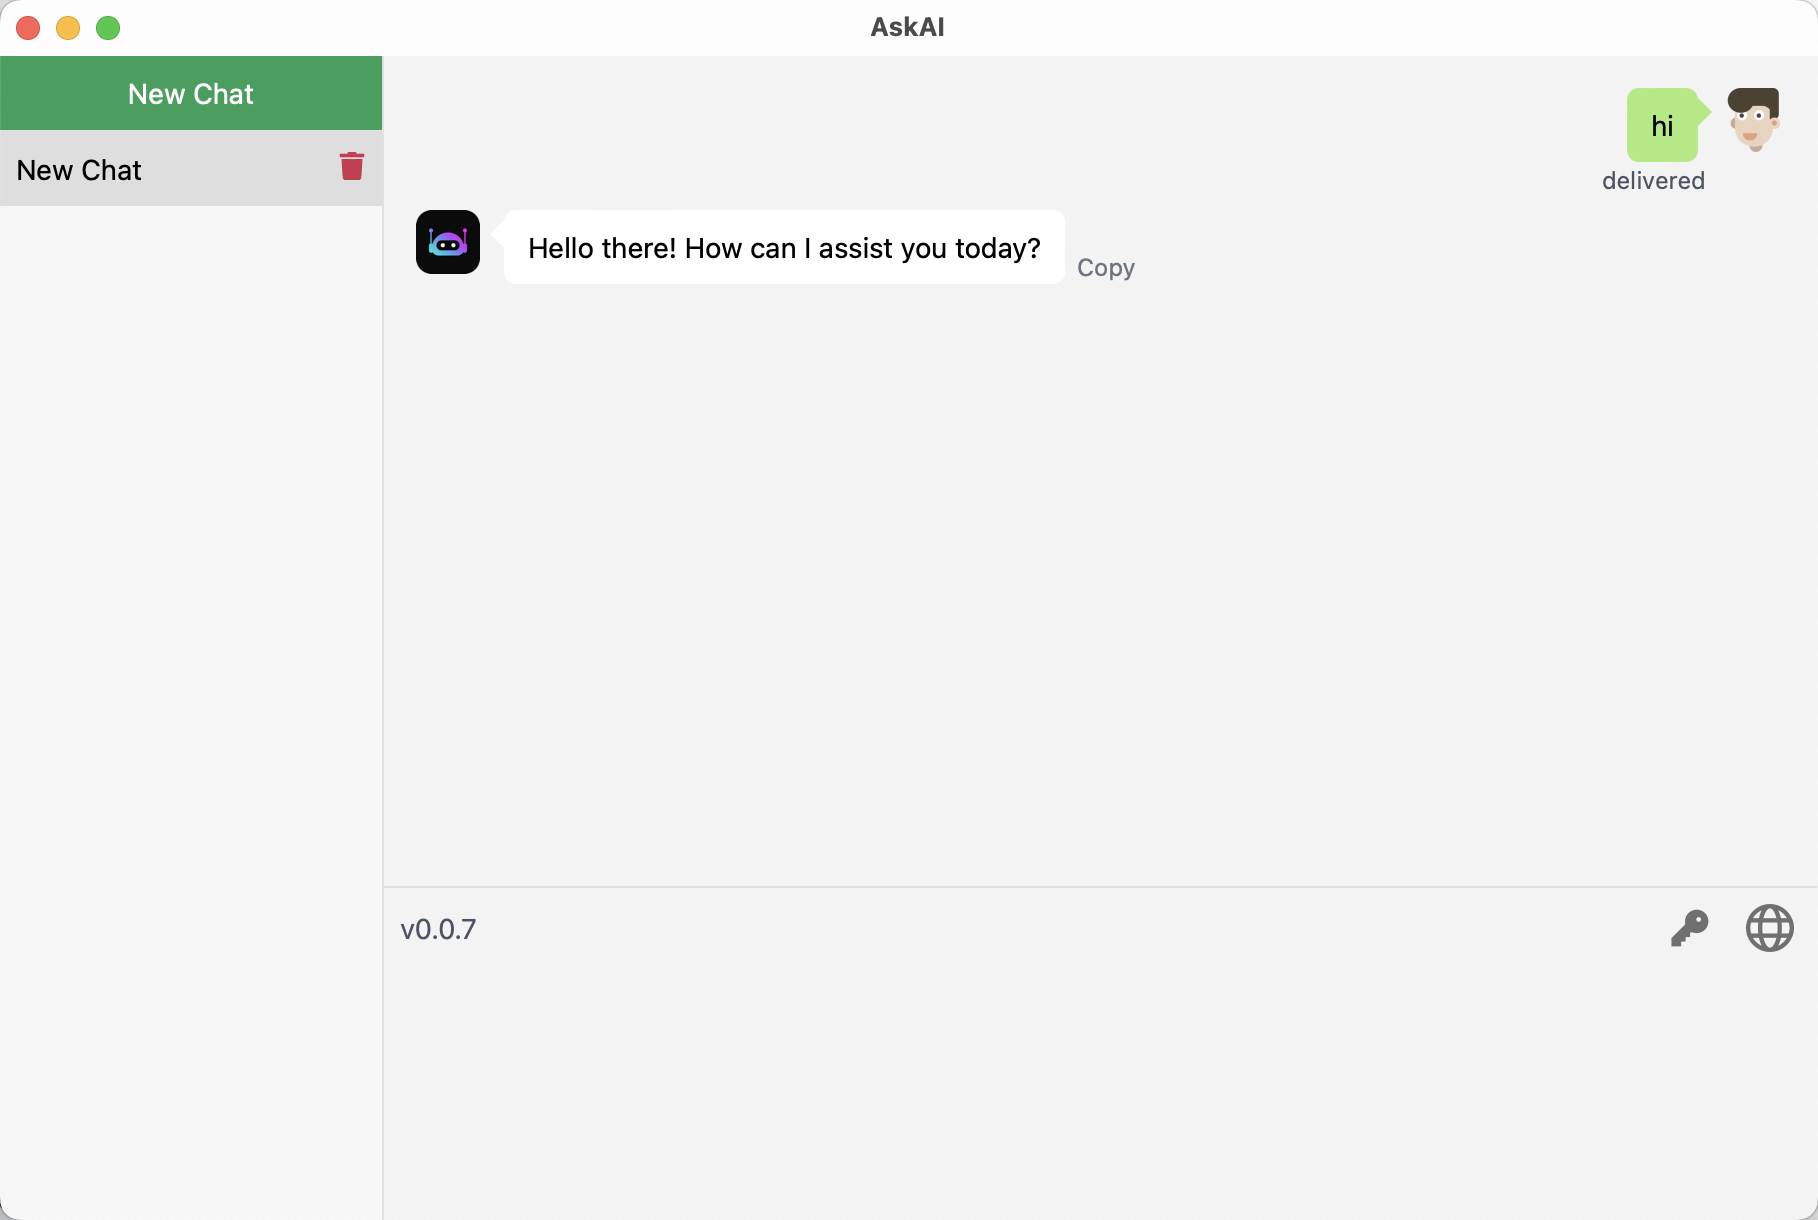 AskAI
New Chat
New Chat
hi
delivered
Hello there! How can I assist you today?
Copy
v0.0.7